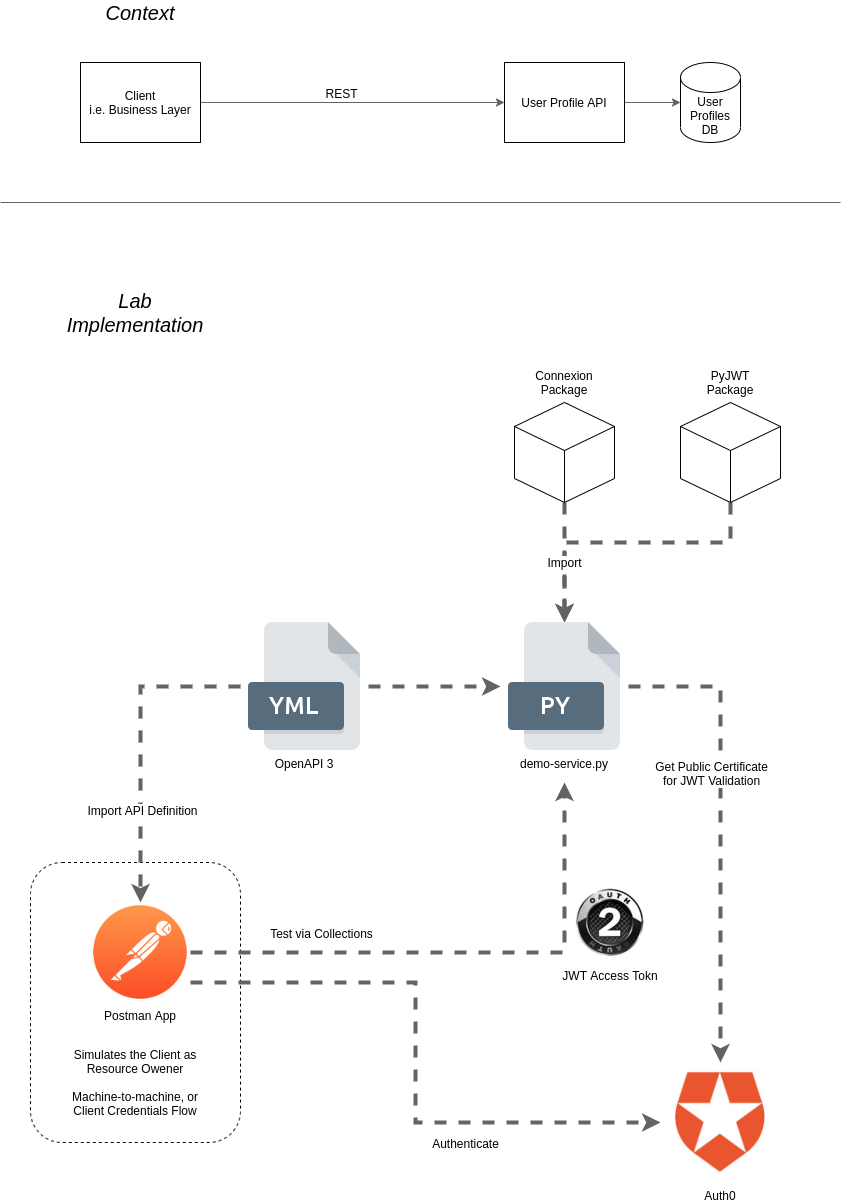 Context
Client
i.e. Business Layer
REST
User Profile API
User
Profiles
DB
Lab
Implementation
Connexion
Package
PyJWT
Package
Import
YML
PY
OpenAPI 3
demo-service.py
Get Public Certificate
for JWT Validation
Import API Definition
Test via Collections
OAUTH
2
OAUTH
JWT Access Tokn
Postman App
Simulates the Client as
Resource Owener
Machine-to-machine, or
Client Credentials Flow
Authenticate
Auth0